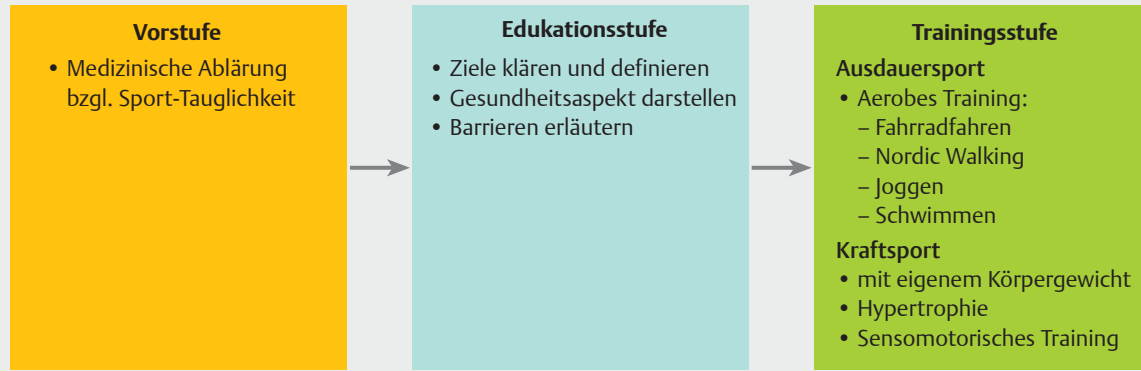 Vorstufe
• Medizinische Ablärung
bzgl. Sport-Tauglichkeit
Edukationsstufe
• Ziele klären und definieren
• Gesundheitsaspekt darstellen
• Barrieren erläutern
Trainingsstufe
Ausdauersport
• Aerobes Training:
– Fahrradfahren
– Nordic Walking
– Joggen
– Schwimmen
Kraftsport
• mit eigenem Körpergewicht
• Hypertrophie
• Sensomotorisches Training